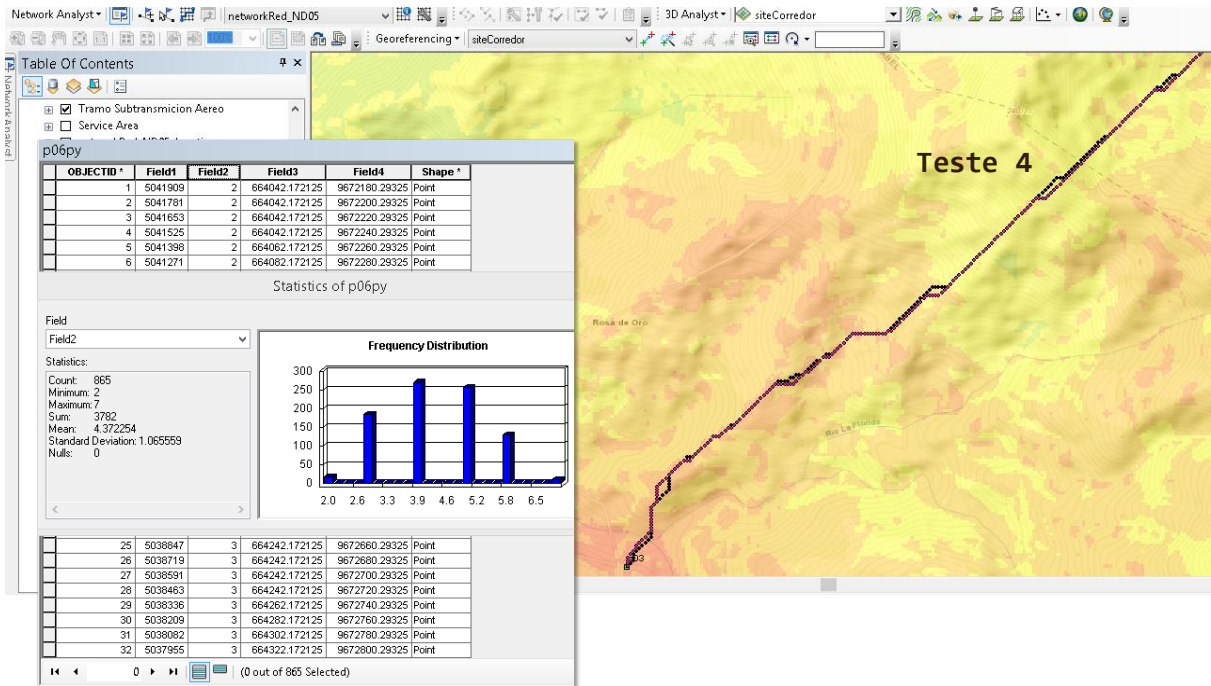 Network Analyst networkRed_ND05 3D Analyst siteCorredor
100% Georeferencing siteCorredor
Network Analyst
Table Of Contents
Tramo Subtransmicion Aereo
Service Area
p06py
OBJECTID * Field1 Field2 Field3 Field4 Shape *
1 5041909 2 664042.172125 9672180.29325 Point
2 5041781 2 664042.172125 9672200.29325 Point
3 5041653 2 664042.172125 9672220.29325 Point
4 5041525 2 664042.172125 9672240.29325 Point
5 5041398 2 664062.172125 9672260.29325 Point
6 5041271 2 664082.172125 9672280.29325 Point
Statistics of p06py
Field
Field2
Statistics:
Count: 865
Minimum: 2
Maximum: 7
Sum: 3782
Mean: 4.372254
Standard Deviation: 1.065559
Nulls: 0
Frequency Distribution
300
250
200
150
100
50
0
2.0 2.6 3.3 3.9 4.6 5.2 5.8 6.5
25 5038847 3 664242.172125 9672660.29325 Point
26 5038719 3 664242.172125 9672680.29325 Point
27 5038591 3 664242.172125 9672700.29325 Point
28 5038463 3 664242.172125 9672720.29325 Point
29 5038336 3 664262.172125 9672740.29325 Point
30 5038209 3 664282.172125 9672760.29325 Point
31 5038082 3 664302.172125 9672780.29325 Point
32 5037955 3 664322.172125 9672800.29325 Point
0 (0 out of 865 Selected)
Teste 4
Rosa de Oro
Rio La Florida